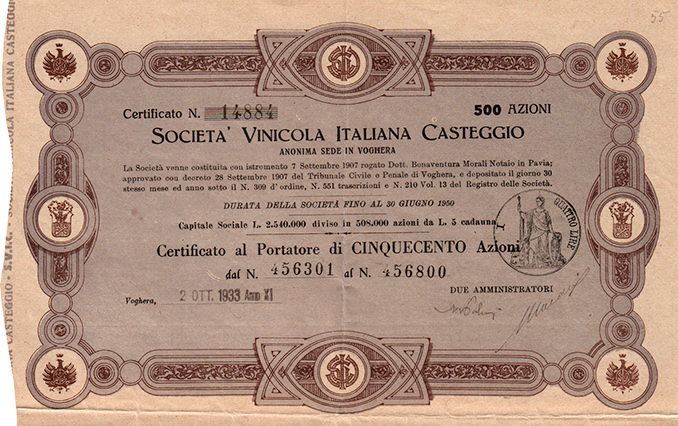 55
Certificato N. 14884
500 AZIONI
SOCIETA' VINICOLA ITALIANA CASTEGGIO
ANONIMA SEDE IN VOGHERA
La Società venne costituita con istromento 7 Settembre 1907 rogato Dott. Bonaventura Morali Notaio in Pavia;
approvato con decreto 28 Settembre 1907 del Tribunale Civile e Penale di Voghera, e depositato il giorno 30
stesso mese ed anno sotto il N. 309 d'ordine, N. 551 trascrizioni e N. 210 Vol. 13 del Registro delle Società.
DURATA DELLA SOCIETÀ FINO AL 30 GIUGNO 1950
Capitale Sociale L. 2.540.000 diviso in 508.000 azioni da L. 5 cadauna
Certificato al Portatore di CINQUECENTO Azioni
dal N. 456301 al N. 456800
QUATTRO LIRE
Voghera, 2 OTT. 1933 Anno XI
DUE AMMINISTRATORI
ITALIANA CASTEGGIO
CASTEGGIO - S.V.I.C.